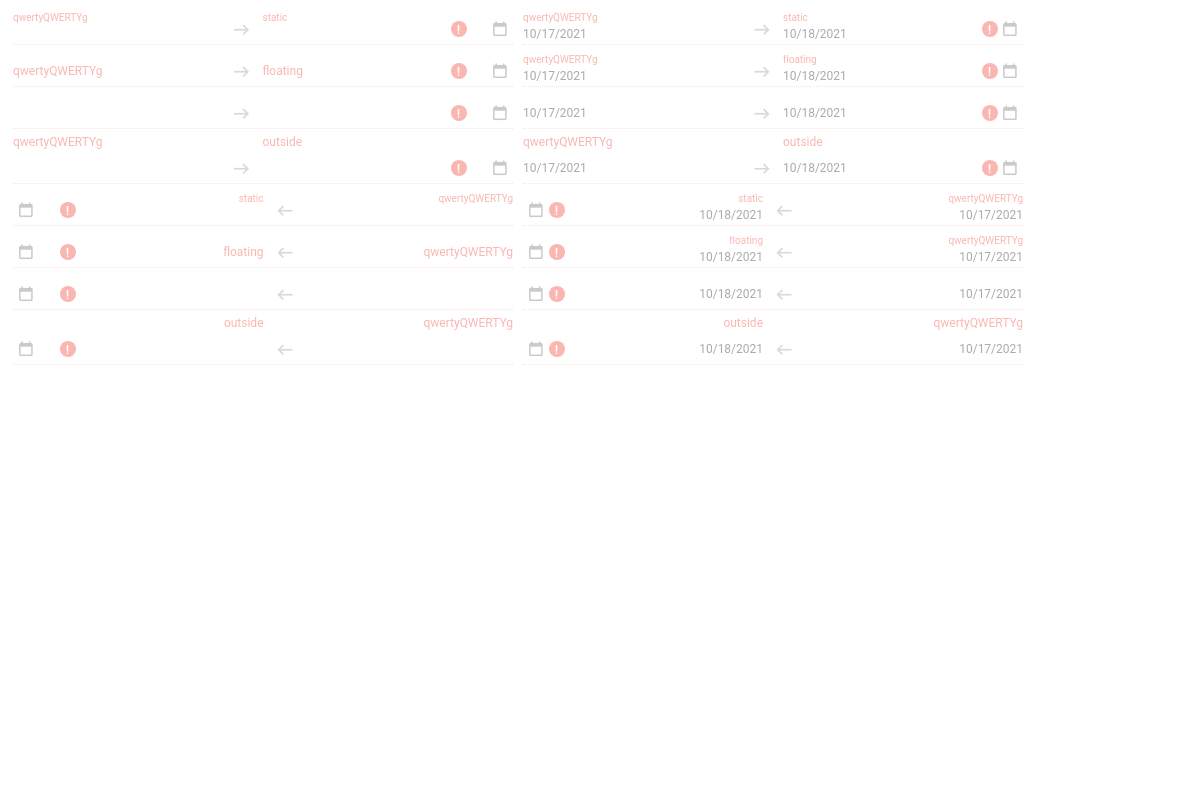 qwertyQWERTYg static qwertyQWERTYg static
10/17/2021 10/18/2021
qwertyQWERTYg floating qwertyQWERTYg floating
10/17/2021 10/18/2021
10/17/2021 10/18/2021
qwertyQWERTYg outside qwertyQWERTYg outside
10/17/2021 10/18/2021
static qwertyQWERTYg static qwertyQWERTYg
10/18/2021 10/17/2021
floating qwertyQWERTYg floating qwertyQWERTYg
10/18/2021 10/17/2021
10/18/2021 10/17/2021
outside qwertyQWERTYg outside qwertyQWERTYg
10/18/2021 10/17/2021